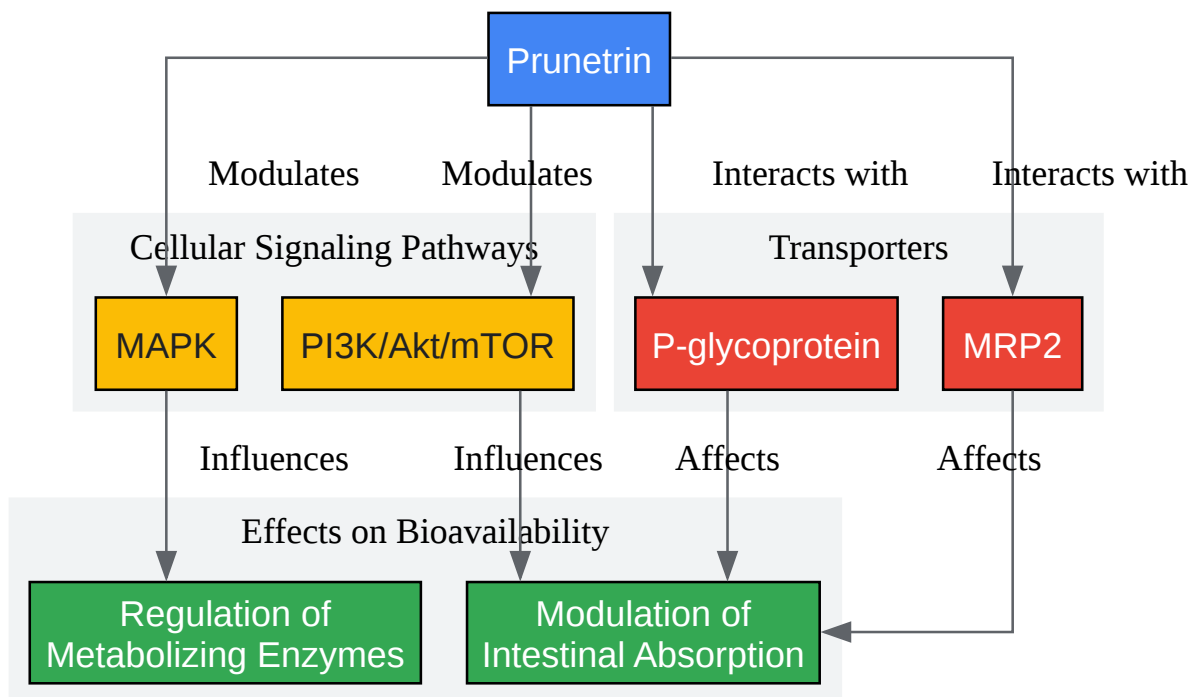 Prunetrin
Modulates
Modulates
Interacts with
Interacts with
Cellular Signaling Pathways
Transporters
MAPK
PI3K/Akt/mTOR
P-glycoprotein
MRP2
Influences
Influences
Affects
Affects
Effects on Bioavailability
Regulation of
Metabolizing Enzymes
Modulation of
Intestinal Absorption